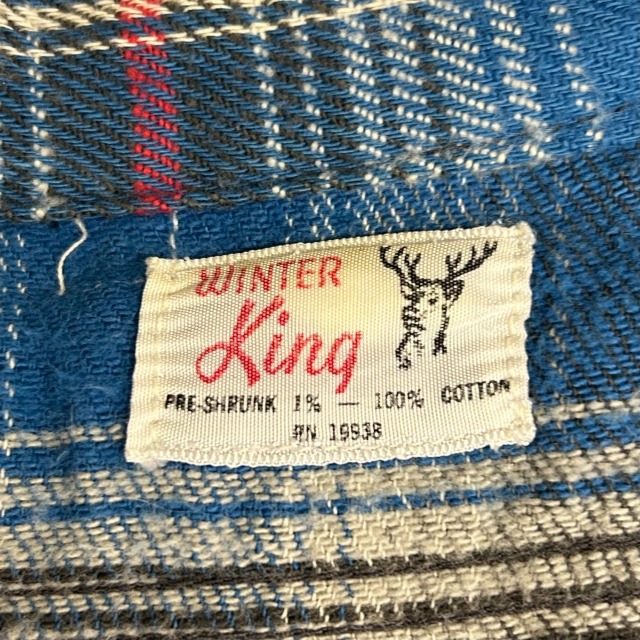 WINTER
King
PRE-SHRUNK 1% — 100% COTTON
RN 19938